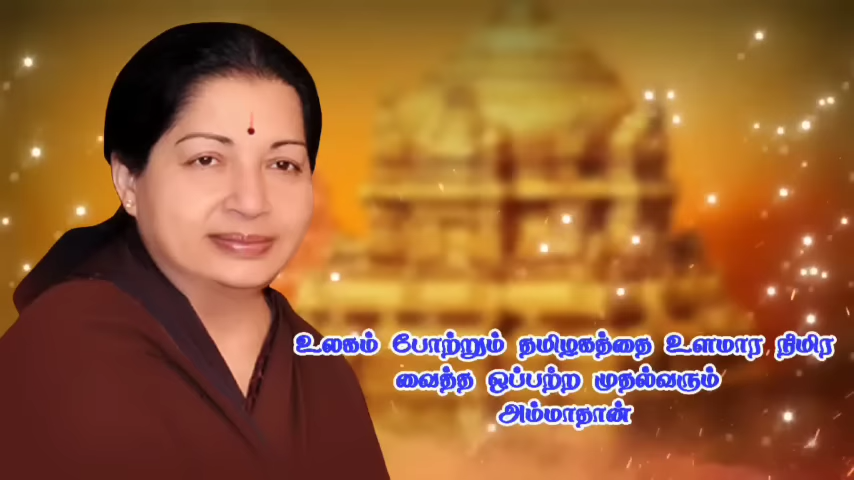 உலகம் போற்றும் தமிழகத்தை உளமார நிமிர
வைத்த ஒப்பற்ற முதல்வரும்
அம்மாதான்